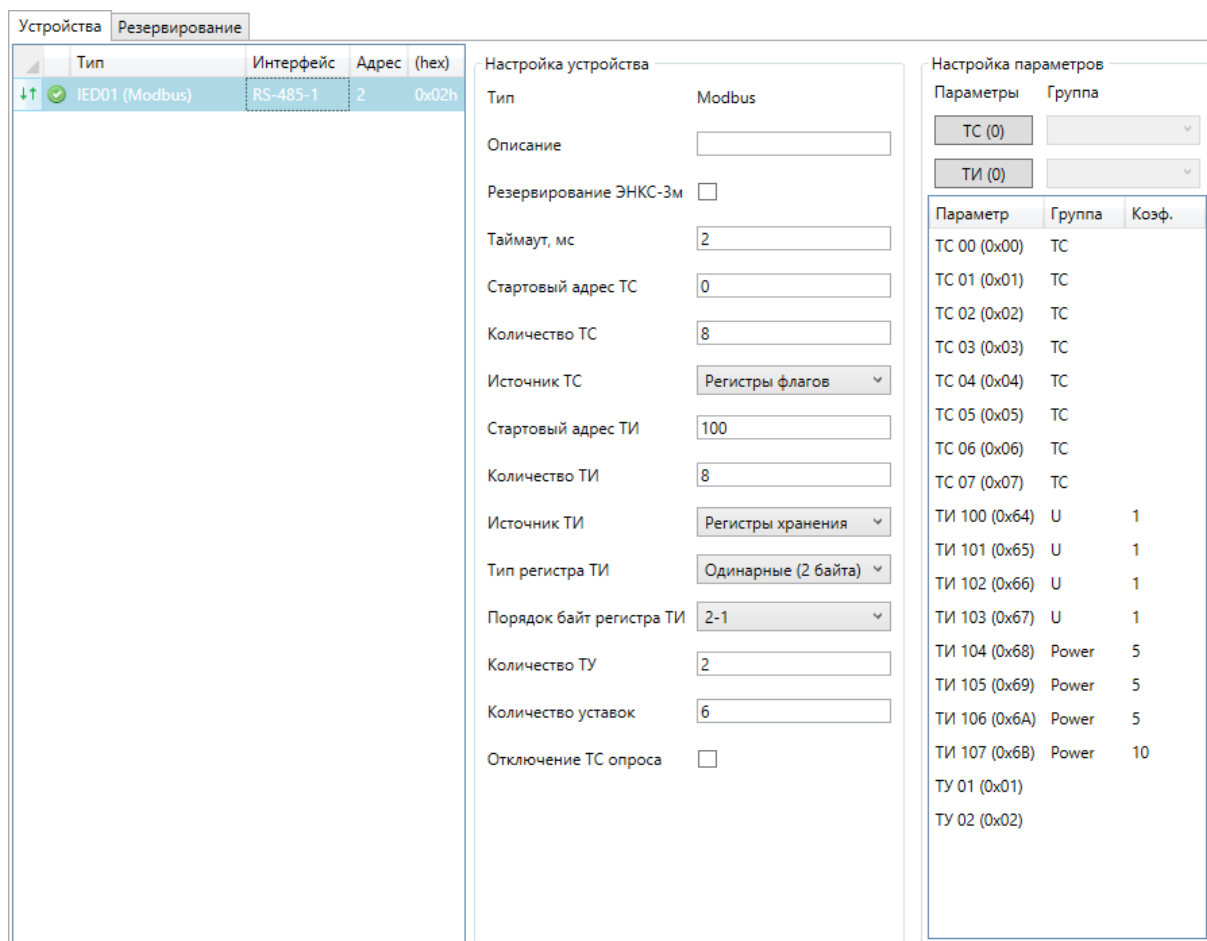 Устройства Резервирование
Тип Интерфейс Адрес (hex)
IED01 (Modbus) RS-485-1 2 0x02h
Настройка устройства
Тип Modbus
Описание
Резервирование ЭНКС-3м
Таймаут, мс 2
Стартовый адрес ТС 0
Количество ТС 8
Источник ТС Регистры флагов
Стартовый адрес ТИ 100
Количество ТИ 8
Источник ТИ Регистры хранения
Тип регистра ТИ Одинарные (2 байта)
Порядок байт регистра ТИ 2-1
Количество ТУ 2
Количество уставок 6
Отключение ТС опроса
Настройка параметров
Параметры Группа
ТС (0)
ТИ (0)
Параметр Группа Коэф.
ТС 00 (0x00) ТС
ТС 01 (0x01) ТС
ТС 02 (0x02) ТС
ТС 03 (0x03) ТС
ТС 04 (0x04) ТС
ТС 05 (0x05) ТС
ТС 06 (0x06) ТС
ТС 07 (0x07) ТС
ТИ 100 (0x64) U 1
ТИ 101 (0x65) U 1
ТИ 102 (0x66) U 1
ТИ 103 (0x67) U 1
ТИ 104 (0x68) Power 5
ТИ 105 (0x69) Power 5
ТИ 106 (0x6A) Power 5
ТИ 107 (0x6B) Power 10
ТУ 01 (0x01)
ТУ 02 (0x02)